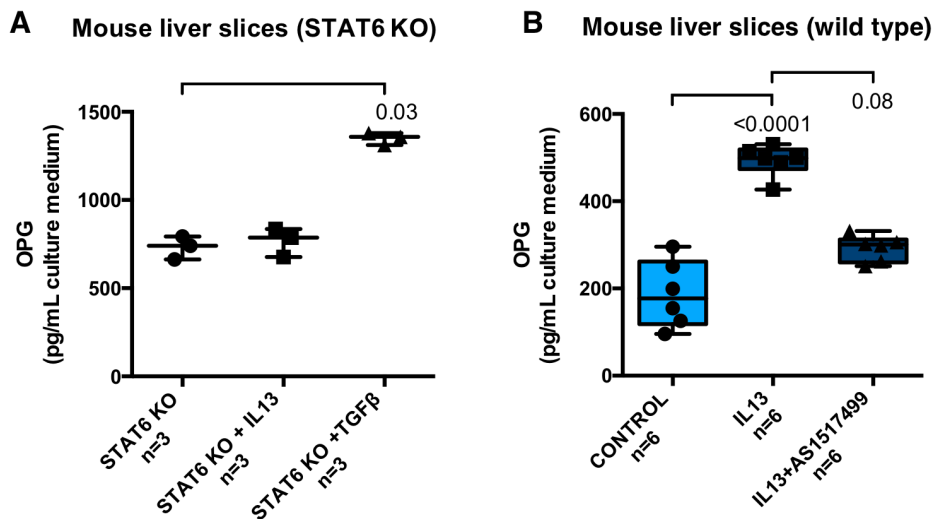 A
Mouse liver slices (STAT6 KO)
0.03
1500
1000
500
0
OPG
(pg/mL culture medium)
STAT6 KO
n=3
STAT6 KO + IL13
n=3
STAT6 KO +TGFβ
n=3
B
Mouse liver slices (wild type)
0.08
<0.0001
600
400
200
0
OPG
(pg/mL culture medium)
CONTROL
n=6
IL13
n=6
IL13+AS1517499
n=6